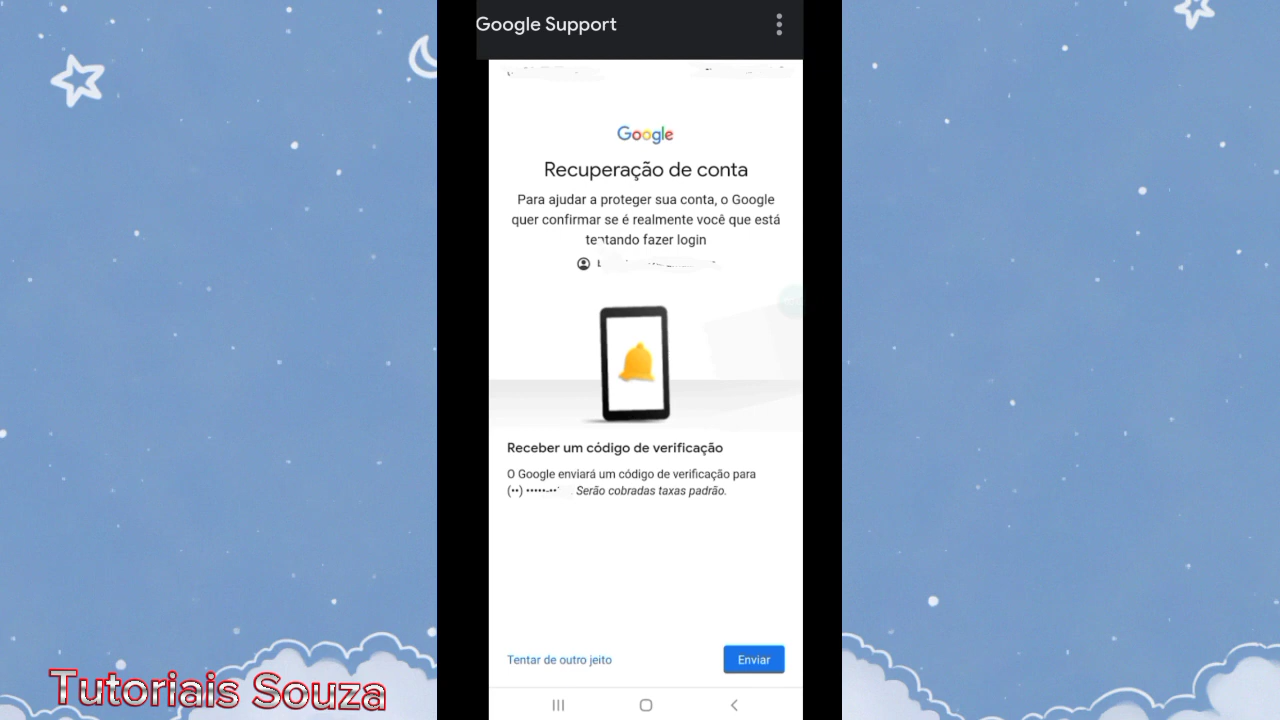 Google Support
Google
Recuperação de conta
Para ajudar a proteger sua conta, o Google
quer confirmar se é realmente você que está
tentando fazer login
Receber um código de verificação
O Google enviará um código de verificação para
(••) •••••-•• . Serão cobradas taxas padrão.
Tentar de outro jeito
Enviar
Tutoriais Souza